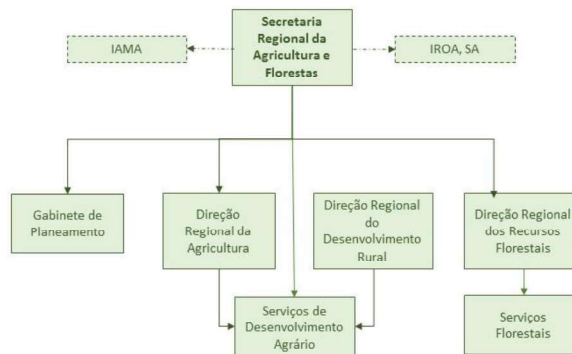 Secretaria
Regional da
Agricultura e
Florestas
IAMA
IROA, SA
Gabinete de
Planeamento
Direção
Regional da
Agricultura
Direção Regional
do
Desenvolvimento
Rural
Direção Regional
dos Recursos
Florestais
Serviços de
Desenvolvimento
Agrário
Serviços
Florestais